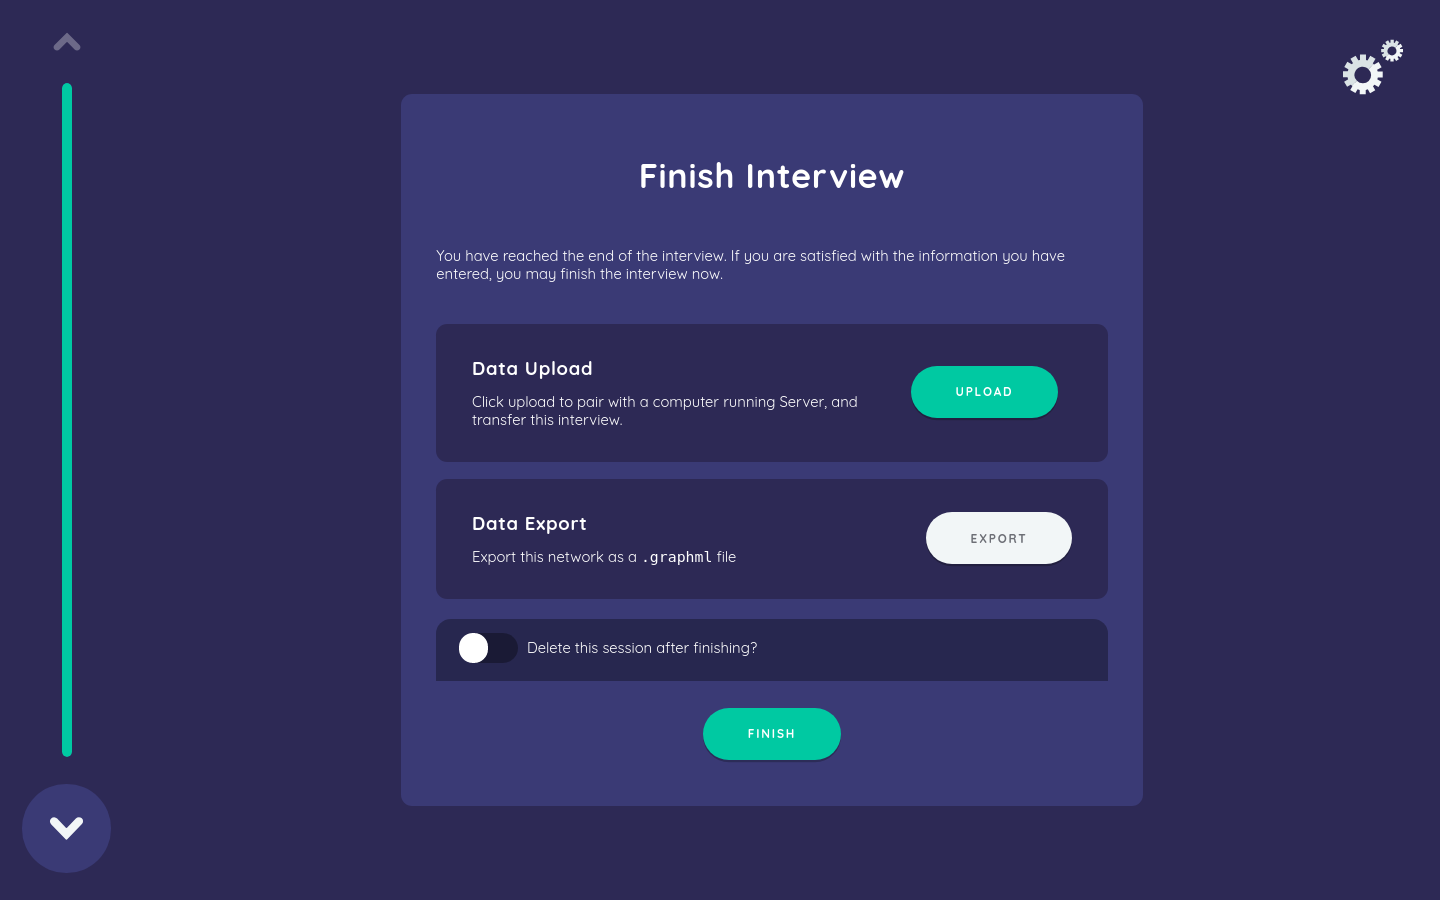 Finish Interview
You have reached the end of the interview. If you are satisfied with the information you have
entered, you may finish the interview now.
Data Upload
Click upload to pair with a computer running Server, and
transfer this interview.
UPLOAD
Data Export
Export this network as a .graphml file
EXPORT
Delete this session after finishing?
FINISH